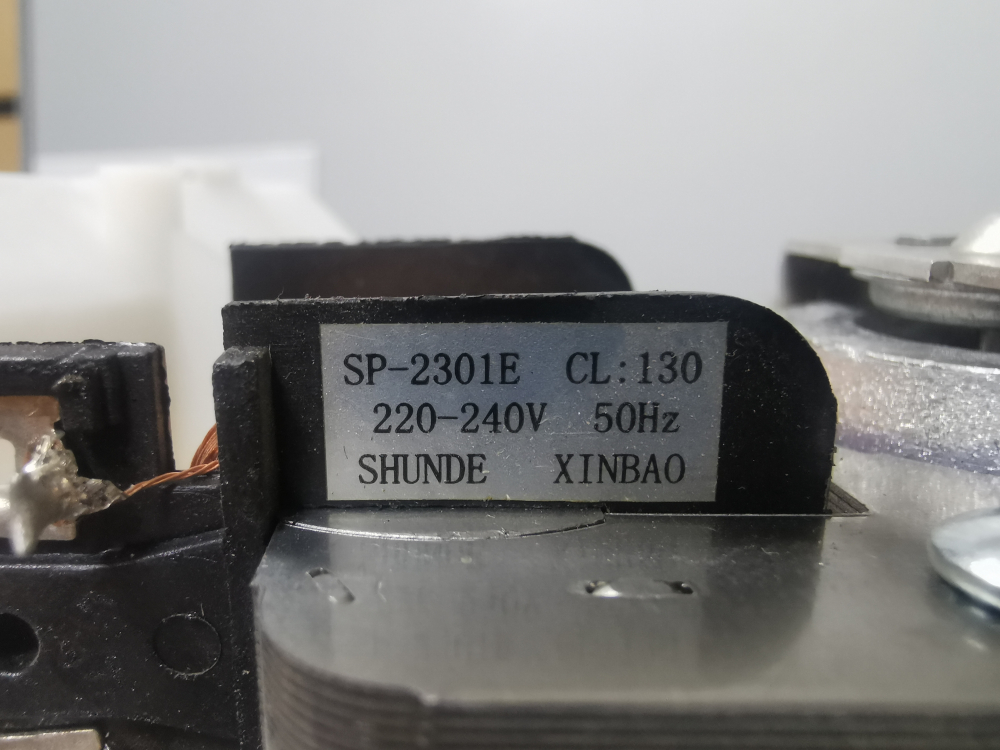 SP-2301E CL:130
220-240V 50Hz
SHUNDE XINBAO